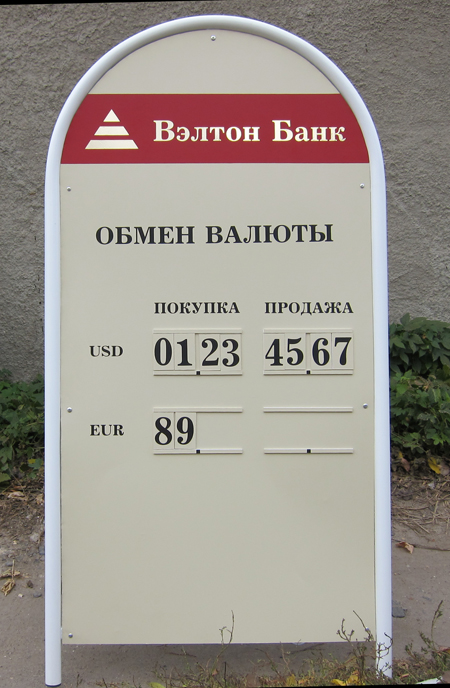 Вэлтон Банк
ОБМЕН ВАЛЮТЫ
ПОКУПКА ПРОДАЖА
USD 01 23 45 67
EUR 89